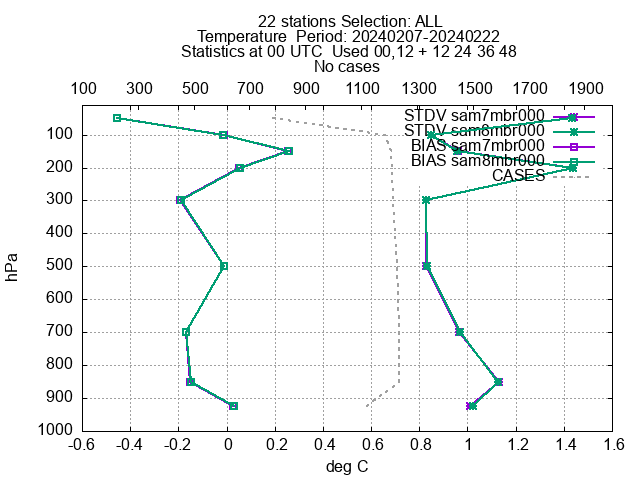 22 stations Selection: ALL
Temperature  Period: 20240207-20240222
Statistics at 00 UTC  Used 00,12 + 12 24 36 48
No cases
100 300 500 700 900 1100 1300 1500 1700 1900
STDV sam7mbr000
STDV sam8mbr000
BIAS sam7mbr000
BIAS sam8mbr000
CASES
100
200
300
400
500
600
700
800
900
1000
hPa
-0.6 -0.4 -0.2 0 0.2 0.4 0.6 0.8 1 1.2 1.4 1.6
deg C